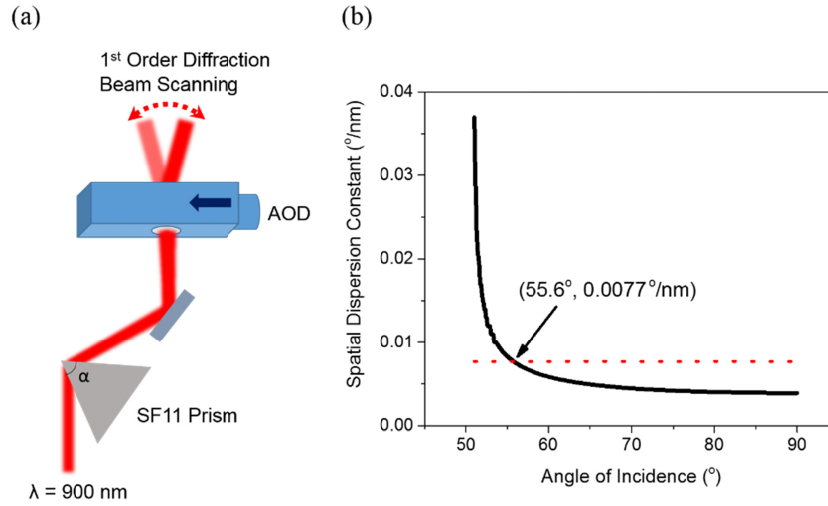 (a)
1st Order Diffraction
Beam Scanning
AOD
α
SF11 Prism
λ = 900 nm
(b)
Spatial Dispersion Constant (°/nm)
0.04
0.03
0.02
0.01
0.00
(55.6°, 0.0077°/nm)
50 60 70 80 90
Angle of Incidence (°)